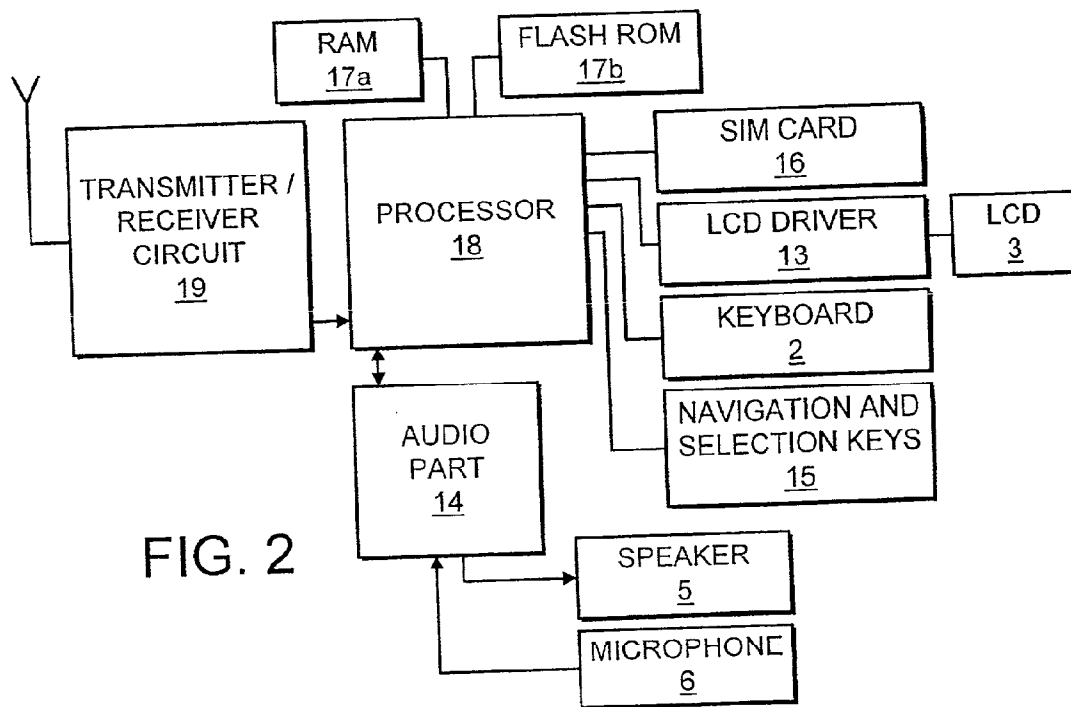 RAM
17a
FLASH ROM
17b
TRANSMITTER /
RECEIVER
CIRCUIT
19
PROCESSOR
18
SIM CARD
16
LCD DRIVER
13
LCD
3
KEYBOARD
2
NAVIGATION AND
SELECTION KEYS
15
AUDIO
PART
14
SPEAKER
5
MICROPHONE
6
FIG. 2